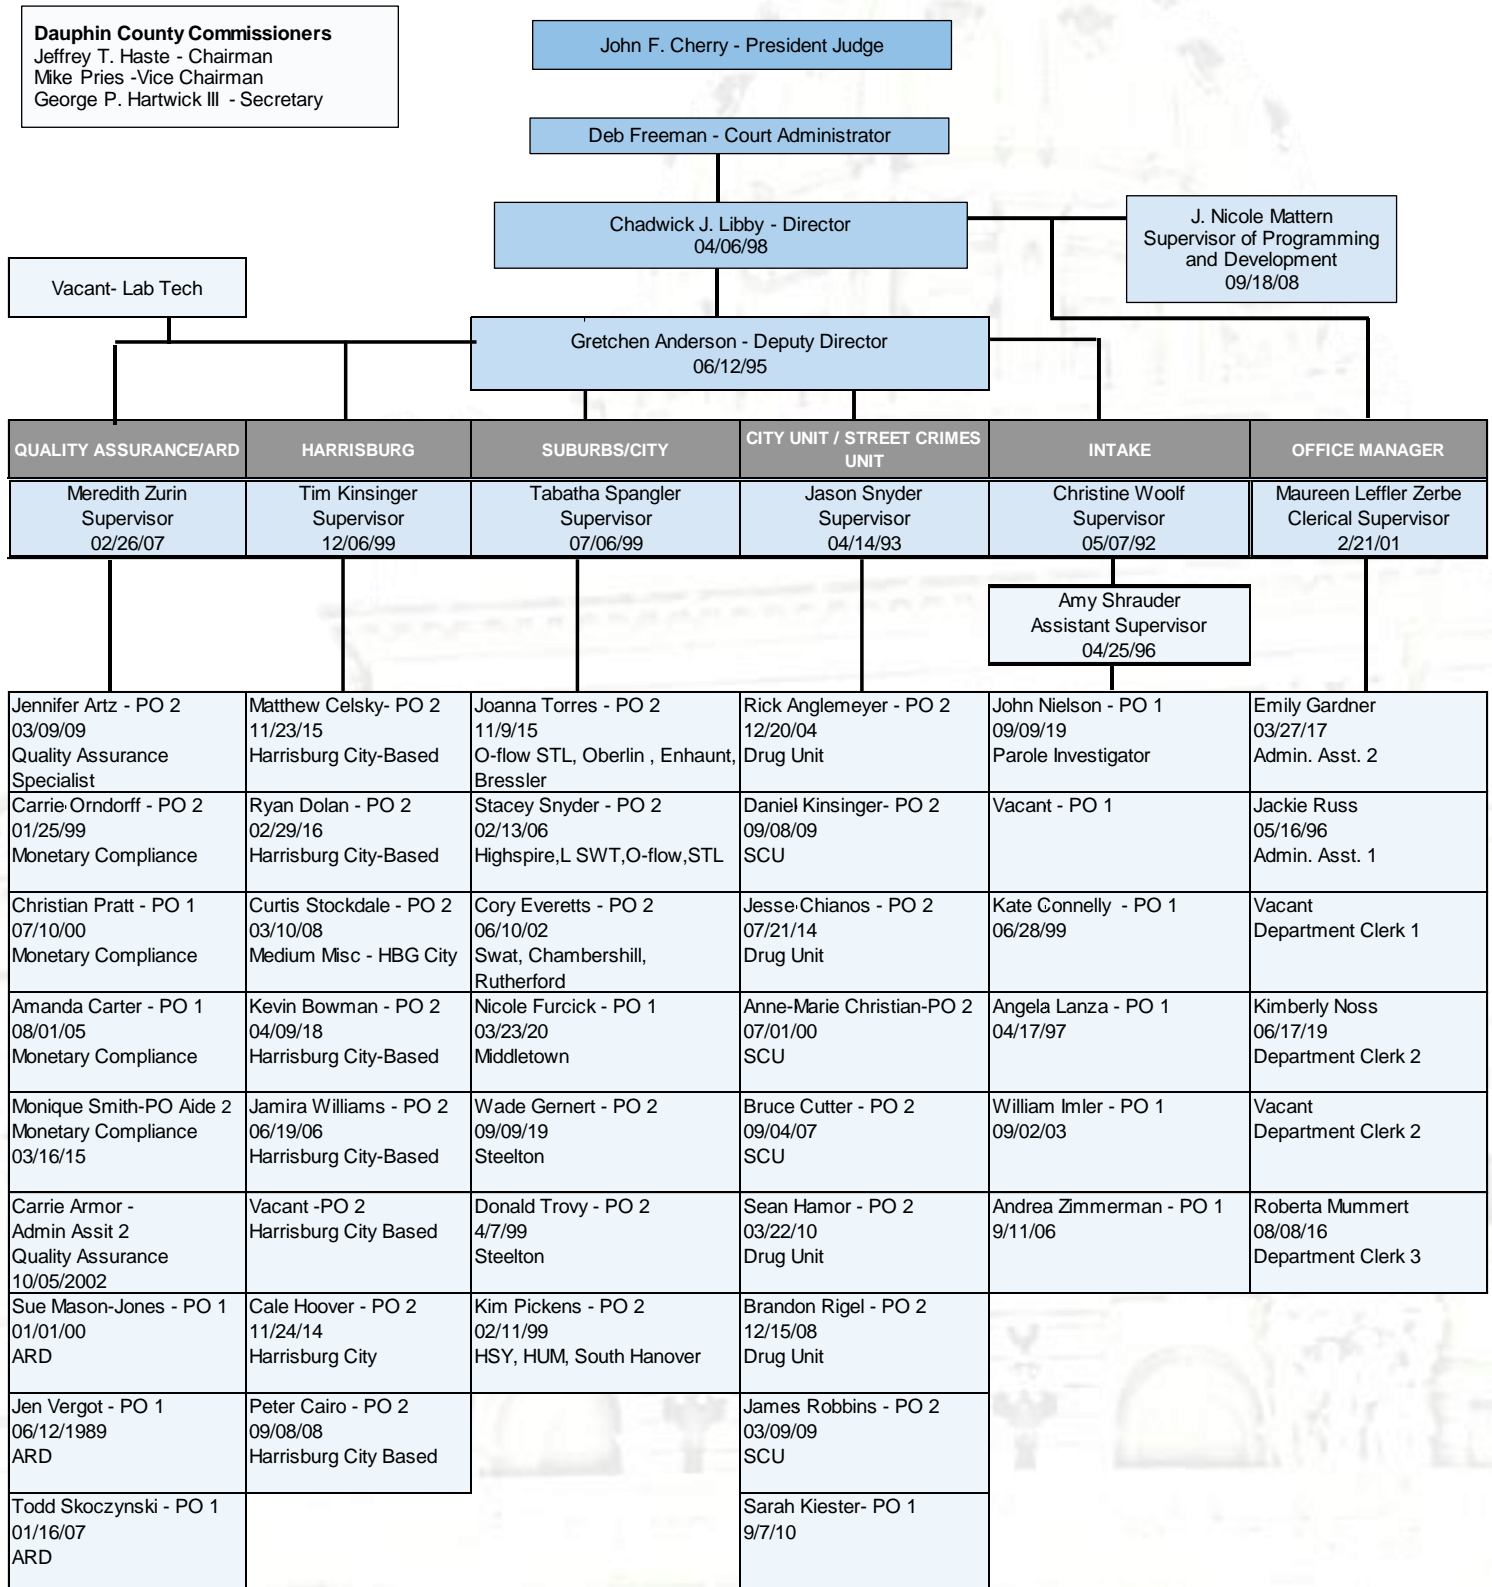 Dauphin County Commissioners
Jeffrey T. Haste - Chairman
Mike Pries -Vice Chairman
George P. Hartwick III - Secretary
John F. Cherry - President Judge
Deb Freeman - Court Administrator
Chadwick J. Libby - Director
04/06/98
J. Nicole Mattern
Supervisor of Programming
and Development
09/18/08
Vacant- Lab Tech
Gretchen Anderson - Deputy Director
06/12/95
QUALITY ASSURANCE/ARD
Meredith Zurin
Supervisor
02/26/07
Jennifer Artz - PO 2
03/09/09
Quality Assurance
Specialist
Carrie Orndorff - PO 2
01/25/99
Monetary Compliance
Christian Pratt - PO 1
07/10/00
Monetary Compliance
Amanda Carter - PO 1
08/01/05
Monetary Compliance
Monique Smith-PO Aide 2
Monetary Compliance
03/16/15
Carrie Armor -
Admin Assit 2
Quality Assurance
10/05/2002
Sue Mason-Jones - PO 1
01/01/00
ARD
Jen Vergot - PO 1
06/12/1989
ARD
Todd Skoczynski - PO 1
01/16/07
ARD
HARRISBURG
Tim Kinsinger
Supervisor
12/06/99
Matthew Celsky- PO 2
11/23/15
Harrisburg City-Based
Ryan Dolan - PO 2
02/29/16
Harrisburg City-Based
Curtis Stockdale - PO 2
03/10/08
Medium Misc - HBG City
Kevin Bowman - PO 2
04/09/18
Harrisburg City-Based
Jamira Williams - PO 2
06/19/06
Harrisburg City-Based
Vacant -PO 2
Harrisburg City Based
Cale Hoover - PO 2
11/24/14
Harrisburg City
Peter Cairo - PO 2
09/08/08
Harrisburg City Based
SUBURBS/CITY
Tabatha Spangler
Supervisor
07/06/99
Joanna Torres - PO 2
11/9/15
O-flow STL, Oberlin , Enhaunt,
Bressler
Stacey Snyder - PO 2
02/13/06
Highspire,L SWT,O-flow,STL
Cory Everetts - PO 2
06/10/02
Swat, Chambershill,
Rutherford
Nicole Furcick - PO 1
03/23/20
Middletown
Wade Gernert - PO 2
09/09/19
Steelton
Donald Trovy - PO 2
4/7/99
Steelton
Kim Pickens - PO 2
02/11/99
HSY, HUM, South Hanover
CITY UNIT / STREET CRIMES
UNIT
Jason Snyder
Supervisor
04/14/93
Rick Anglemeyer - PO 2
12/20/04
Drug Unit
Daniel Kinsinger- PO 2
09/08/09
SCU
Jesse Chianos - PO 2
07/21/14
Drug Unit
Anne-Marie Christian-PO 2
07/01/00
SCU
Bruce Cutter - PO 2
09/04/07
SCU
Sean Hamor - PO 2
03/22/10
Drug Unit
Brandon Rigel - PO 2
12/15/08
Drug Unit
James Robbins - PO 2
03/09/09
SCU
Sarah Kiester- PO 1
9/7/10
INTAKE
Christine Woolf
Supervisor
05/07/92
Amy Shrauder
Assistant Supervisor
04/25/96
John Nielson - PO 1
09/09/19
Parole Investigator
Vacant - PO 1
Kate Connelly - PO 1
06/28/99
Angela Lanza - PO 1
04/17/97
William Imler - PO 1
09/02/03
Andrea Zimmerman - PO 1
9/11/06
OFFICE MANAGER
Maureen Leffler Zerbe
Clerical Supervisor
2/21/01
Emily Gardner
03/27/17
Admin. Asst. 2
Jackie Russ
05/16/96
Admin. Asst. 1
Vacant
Department Clerk 1
Kimberly Noss
06/17/19
Department Clerk 2
Vacant
Department Clerk 2
Roberta Mummert
08/08/16
Department Clerk 3